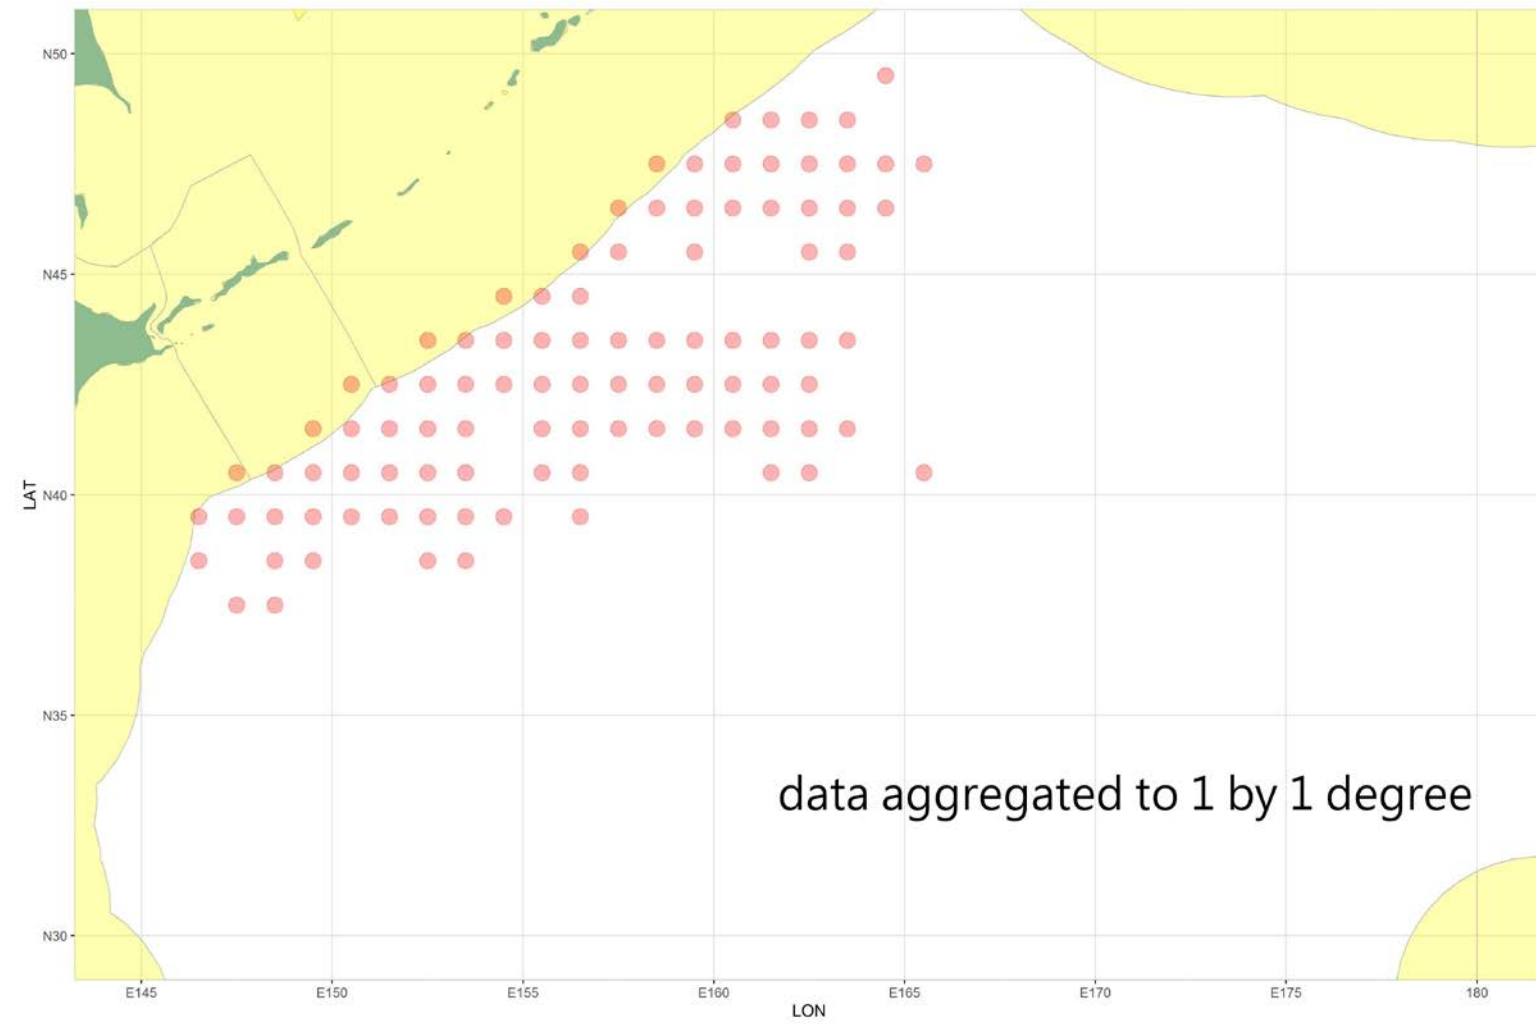 N50
N45
LAT
N40
N35
data aggregated to 1 by 1 degree
N30
E145 E150 E155 E160 E165 E170 E175 180
LON